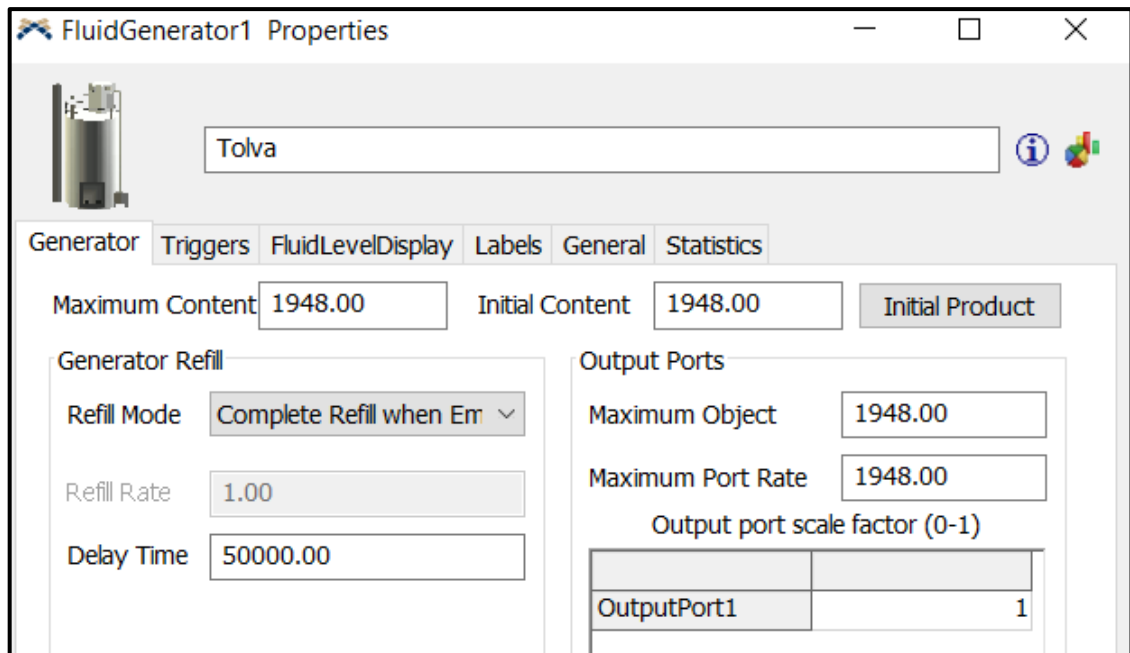 FluidGenerator1 Properties
Tolva
Generator Triggers FluidLevelDisplay Labels General Statistics
Maximum Content 1948.00 Initial Content 1948.00 Initial Product
Generator Refill
Refill Mode Complete Refill when Em
Refill Rate 1.00
Delay Time 50000.00
Output Ports
Maximum Object 1948.00
Maximum Port Rate 1948.00
Output port scale factor (0-1)
OutputPort1 1